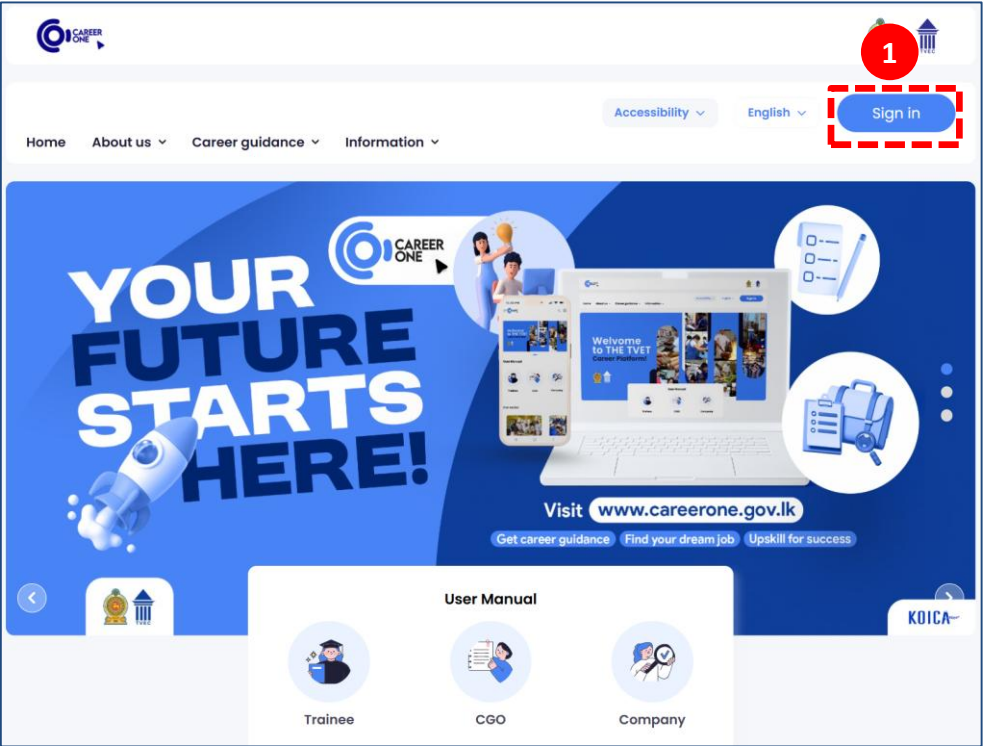 CAREER
ONE
TVEC
1
Accessibility
English
Sign in
Home
About us
Career guidance
Information
CAREER
ONE
YOUR
FUTURE
STARTS
HERE!
Welcome
to THE TVET
Career Platform!
Visit www.careerone.gov.lk
Get career guidance Find your dream job Upskill for success
TVEC
KOICA
User Manual
Trainee
CGO
Company